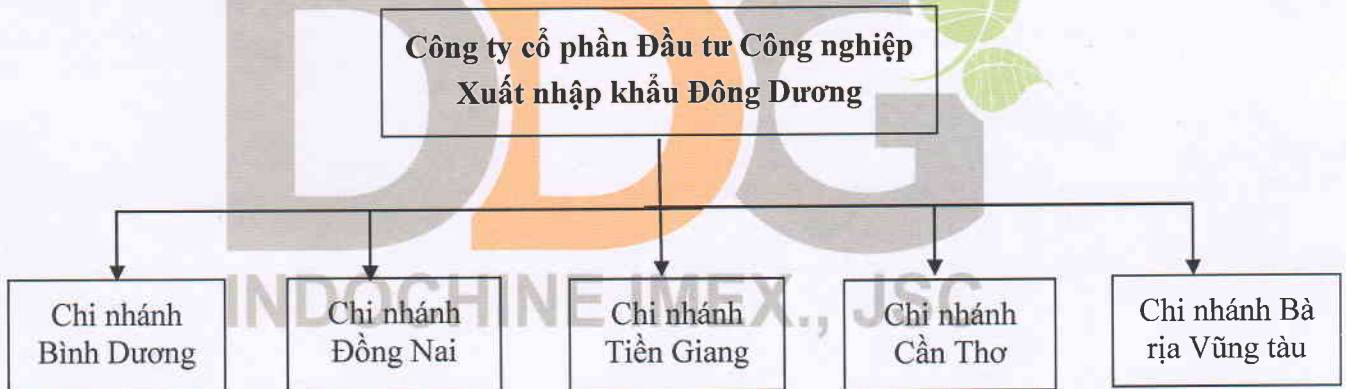 DDG
Công ty cổ phần Đầu tư Công nghiệp
Xuất nhập khẩu Đông Dương
INDOCHINE IMEX., JSC
Chi nhánh
Bình Dương
Chi nhánh
Đồng Nai
Chi nhánh
Tiền Giang
Chi nhánh
Cần Thơ
Chi nhánh Bà
rịa Vũng tàu